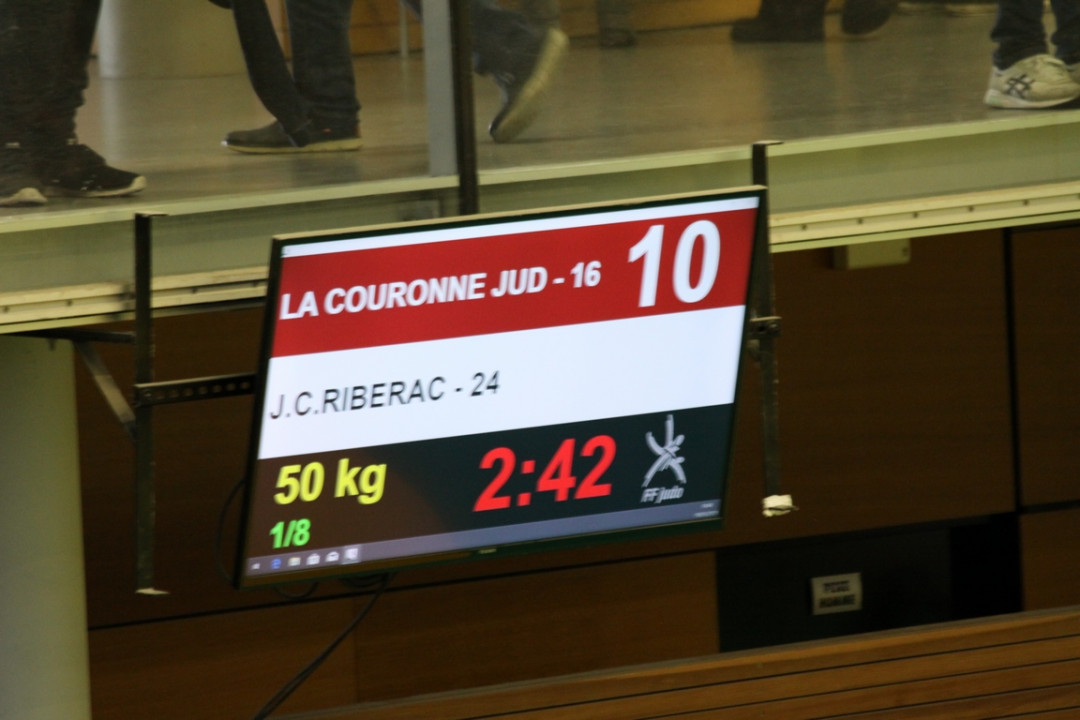 LA COURONNE JUD - 16 10
J.C.RIBERAC - 24
50 kg 2:42
1/8
FF judo